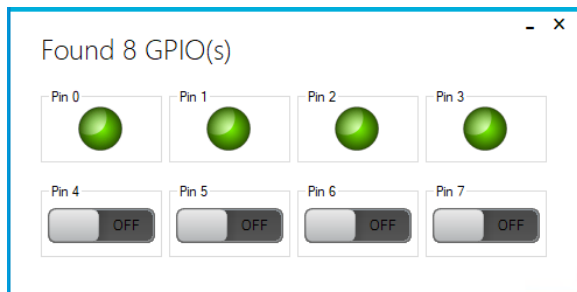 Found 8 GPIO(s)
Pin 0 Pin 1 Pin 2 Pin 3
Pin 4 Pin 5 Pin 6 Pin 7
OFF OFF OFF OFF